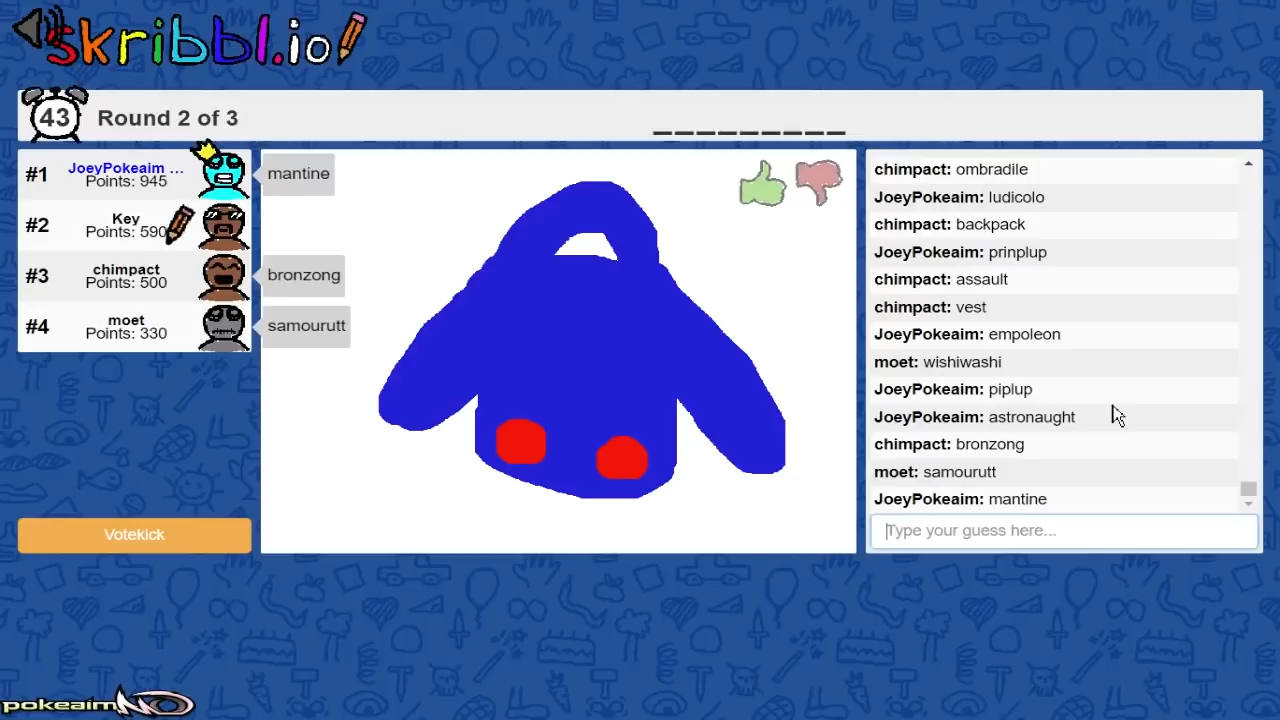 skribbl.io
43
Round 2 of 3
_ _ _ _ _ _ _ _ _
#1 JoeyPokeaim ...
Points: 945
mantine
#2 Key
Points: 590
#3 chimpact
Points: 500
bronzong
#4 moet
Points: 330
samourutt
Votekick
chimpact: ombradile
JoeyPokeaim: ludicolo
chimpact: backpack
JoeyPokeaim: prinplup
chimpact: assault
chimpact: vest
JoeyPokeaim: empoleon
moet: wishiwashi
JoeyPokeaim: piplup
JoeyPokeaim: astronaught
chimpact: bronzong
moet: samourutt
JoeyPokeaim: mantine
Type your guess here...
pokeaimNO